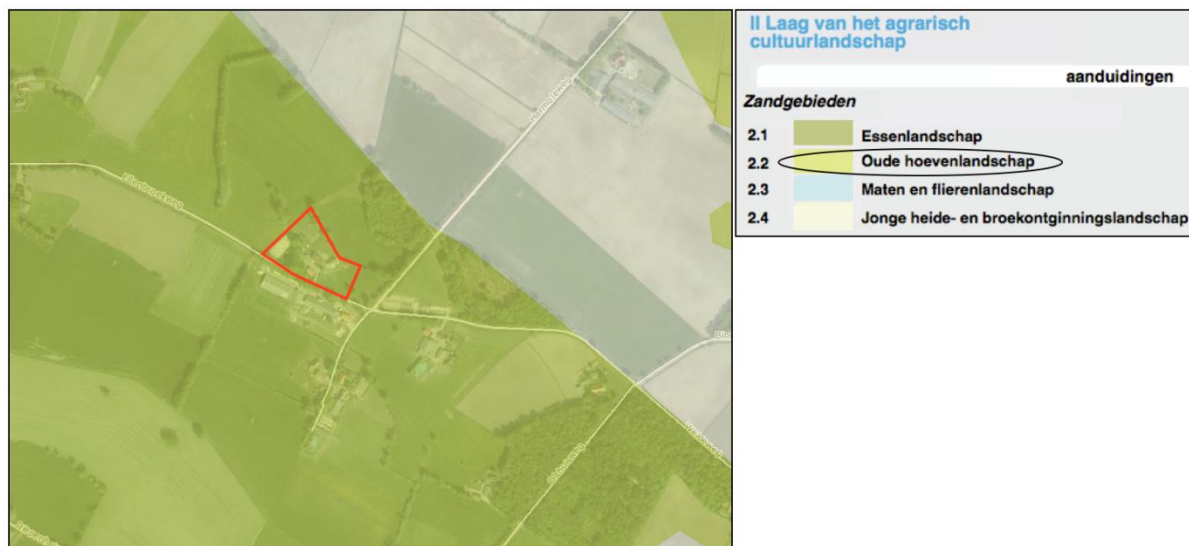 II Laag van het agrarisch
cultuurlandschap
aanduidingen
Zandgebieden
2.1 Essenlandschap
2.2 Oude hoevenlandschap
2.3 Maten en flierenlandschap
2.4 Jonge heide- en broekontginningslandschap